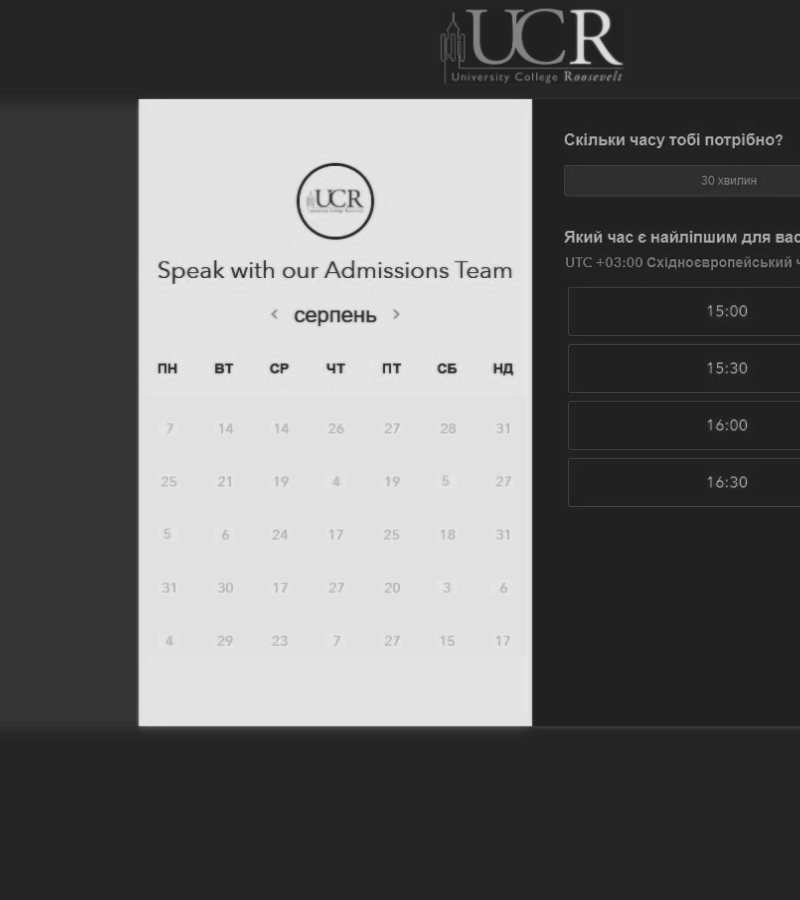 UCR
University College Roosevelt
UCR
Speak with our Admissions Team
< серпень >
ПН ВТ СР ЧТ ПТ СБ НД
7 14 14 26 27 28 31
25 21 19 4 19 5 27
5 6 24 17 25 18 31
31 30 17 27 20 3 6
4 29 23 7 27 15 17
Скільки часу тобі потрібно?
30 хвилин
Який час є найліпшим для вас
UTC +03:00 Східноєвропейський ч
15:00
15:30
16:00
16:30